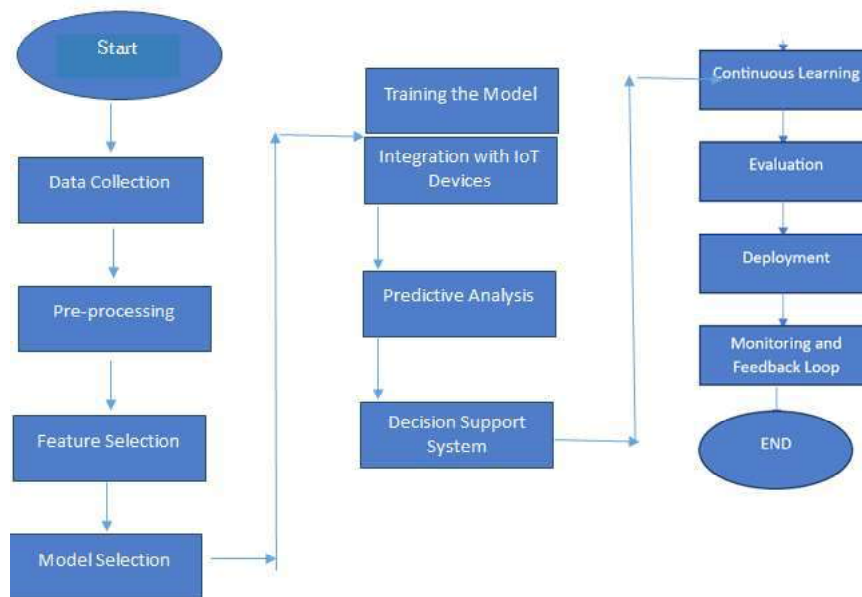 Start
Data Collection
Pre-processing
Feature Selection
Model Selection
Training the Model
Integration with IoT
Devices
Predictive Analysis
Decision Support
System
Continuous Learning
Evaluation
Deployment
Monitoring and
Feedback Loop
END